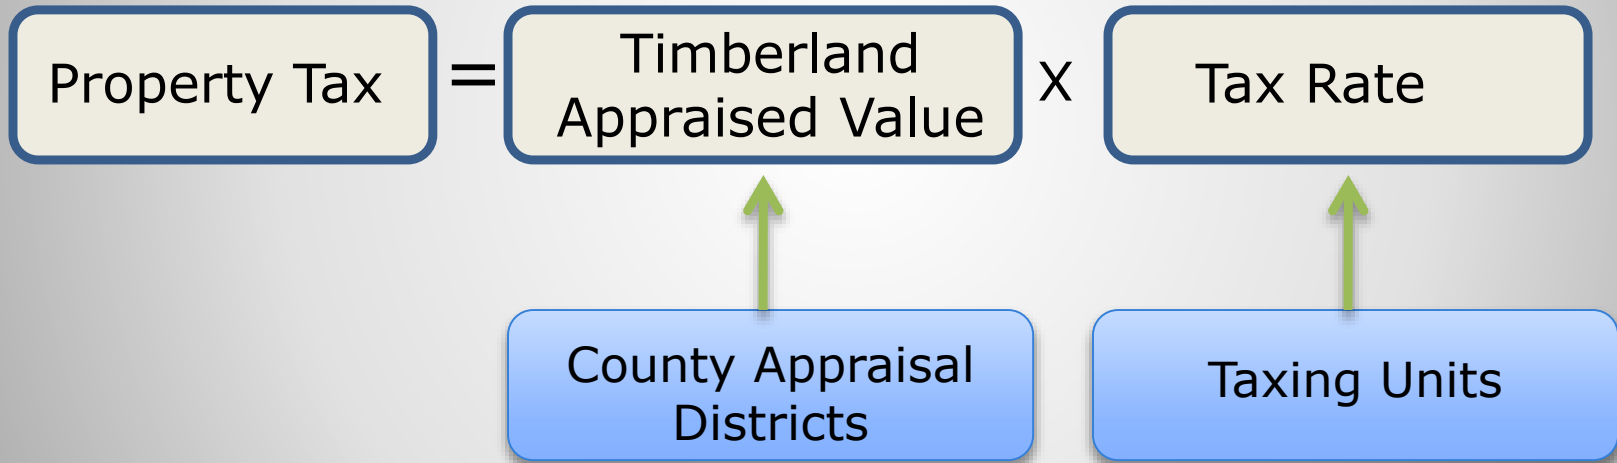 Property Tax
=
Timberland
Appraised Value
X
Tax Rate
County Appraisal
Districts
Taxing Units